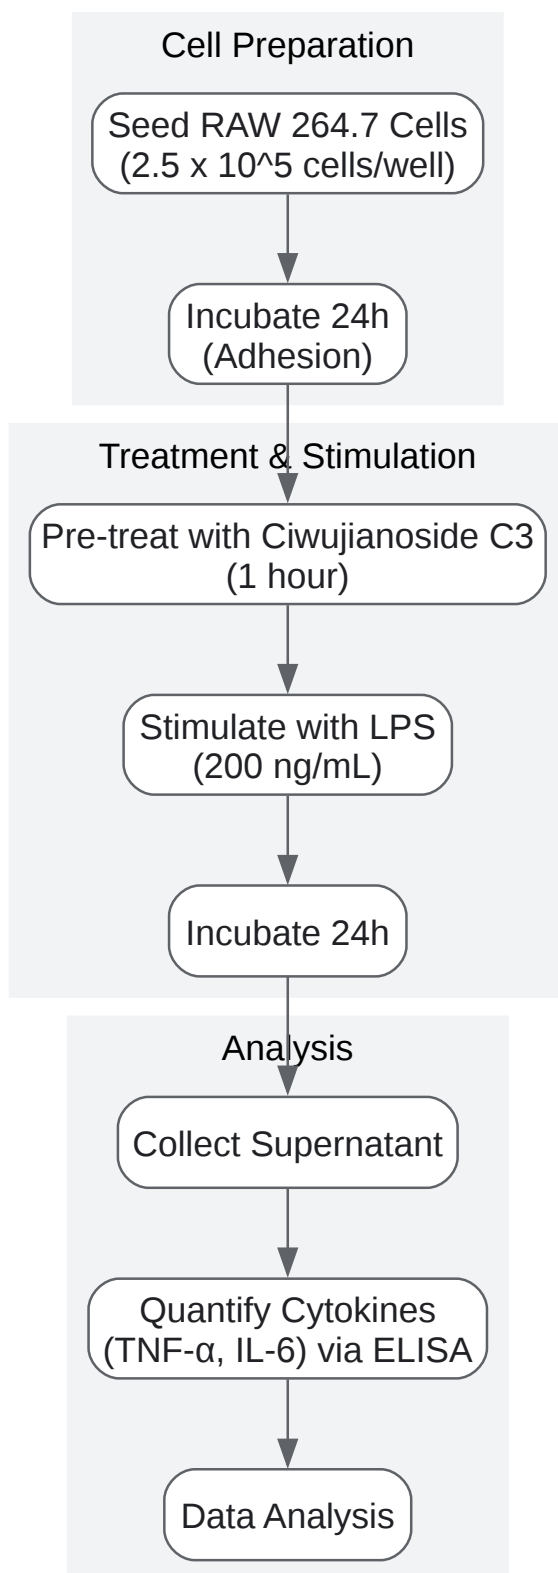 Cell Preparation
Seed RAW 264.7 Cells
(2.5 x 10^5 cells/well)
Incubate 24h
(Adhesion)
Treatment & Stimulation
Pre-treat with Ciwujianoside C3
(1 hour)
Stimulate with LPS
(200 ng/mL)
Incubate 24h
Analysis
Collect Supernatant
Quantify Cytokines
(TNF-α, IL-6) via ELISA
Data Analysis